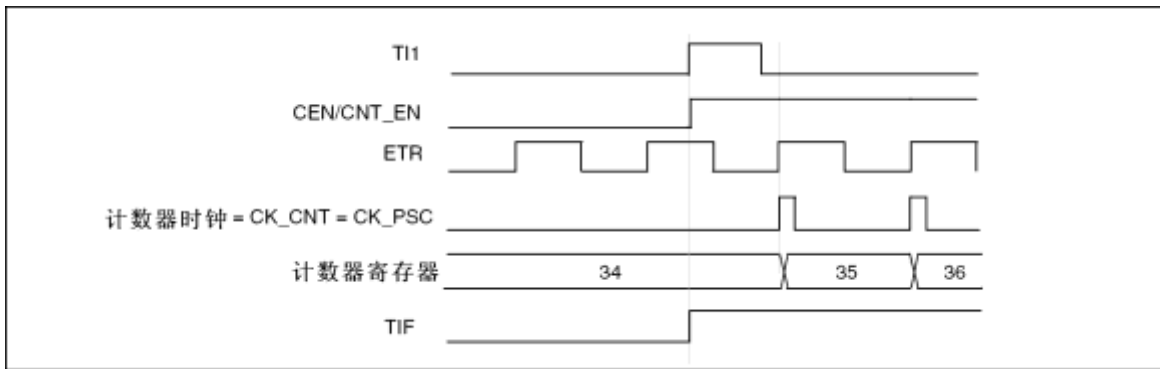 TI1
CEN/CNT_EN
ETR
计数器时钟 = CK_CNT = CK_PSC
计数器寄存器 34 35 36
TIF